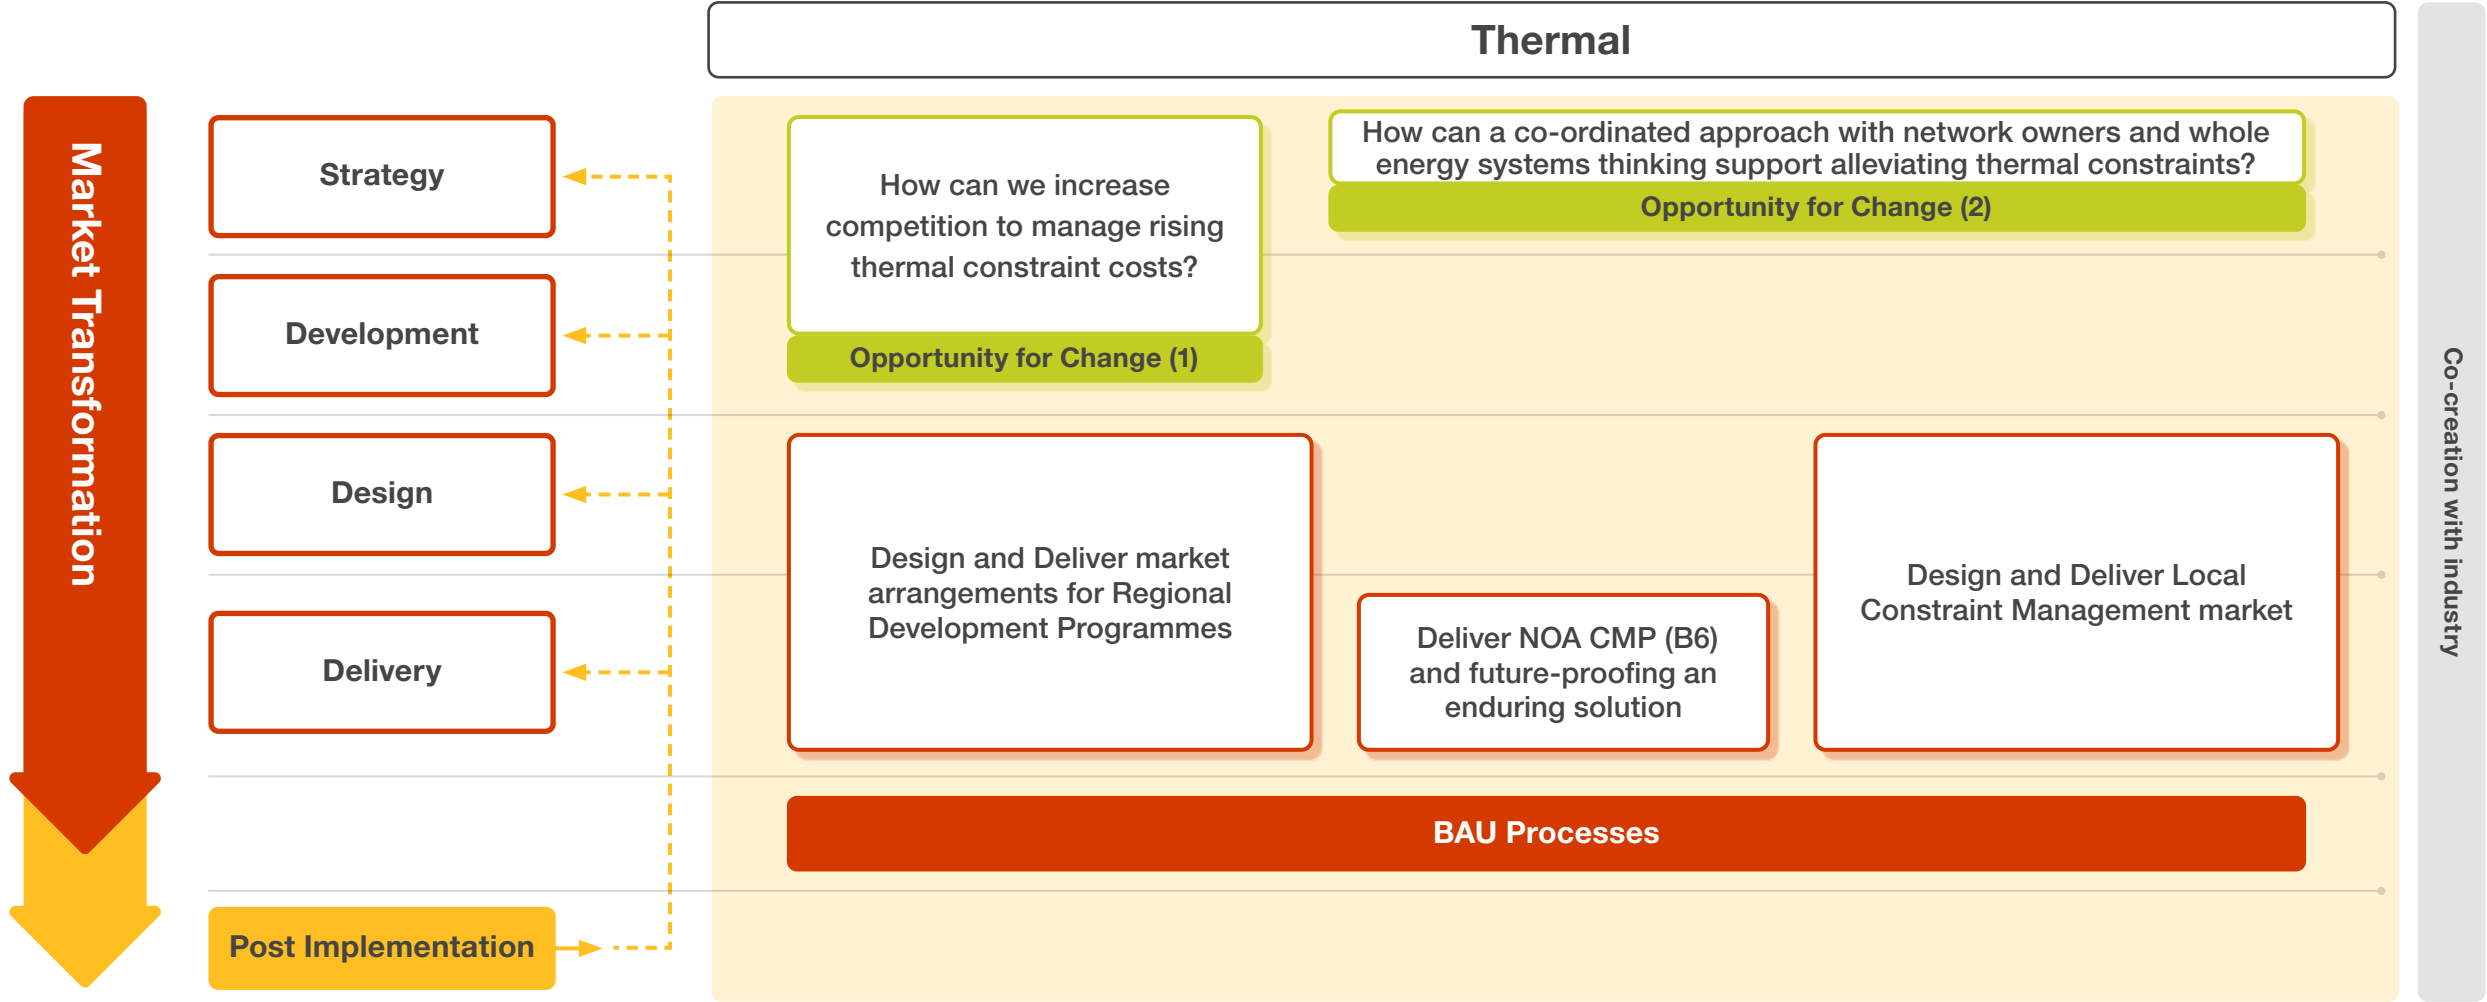 Thermal
Market Transformation
Strategy
How can we increase
competition to manage rising
thermal constraint costs?
Opportunity for Change (1)
How can a co-ordinated approach with network owners and whole
energy systems thinking support alleviating thermal constraints?
Opportunity for Change (2)
Development
Design
Design and Deliver market
arrangements for Regional
Development Programmes
Deliver NOA CMP (B6)
and future-proofing an
enduring solution
Design and Deliver Local
Constraint Management market
Delivery
BAU Processes
Post Implementation
Co-creation with industry